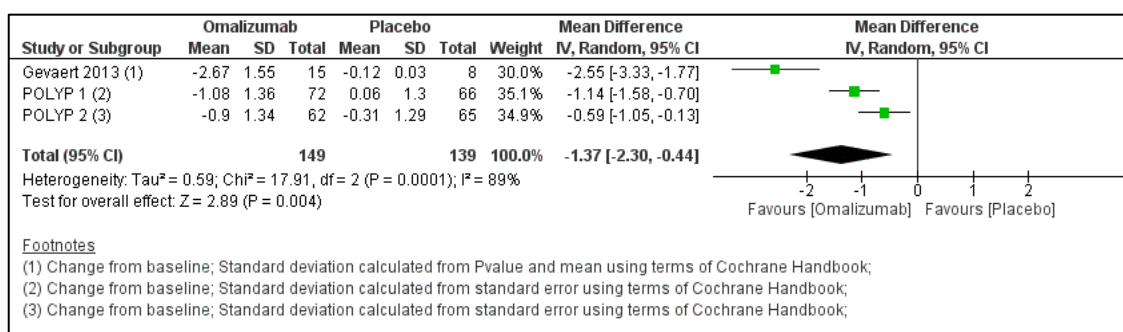 Omalizumab Placebo Mean Difference Mean Difference
Study or Subgroup Mean SD Total Mean SD Total Weight IV, Random, 95% CI IV, Random, 95% CI
Gevaert 2013 (1) -2.67 1.55 15 -0.12 0.03 8 30.0% -2.55 [-3.33, -1.77]
POLYP 1 (2) -1.08 1.36 72 0.06 1.3 66 35.1% -1.14 [-1.58, -0.70]
POLYP 2 (3) -0.9 1.34 62 -0.31 1.29 65 34.9% -0.59 [-1.05, -0.13]
Total (95% CI) 149 139 100.0% -1.37 [-2.30, -0.44]
Heterogeneity: Tau² = 0.59; Chi² = 17.91, df = 2 (P = 0.0001); I² = 89%
Test for overall effect: Z = 2.89 (P = 0.004)
-2 -1 0 1 2
Favours [Omalizumab] Favours [Placebo]
Footnotes
(1) Change from baseline; Standard deviation calculated from Pvalue and mean using terms of Cochrane Handbook;
(2) Change from baseline; Standard deviation calculated from standard error using terms of Cochrane Handbook;
(3) Change from baseline; Standard deviation calculated from standard error using terms of Cochrane Handbook;